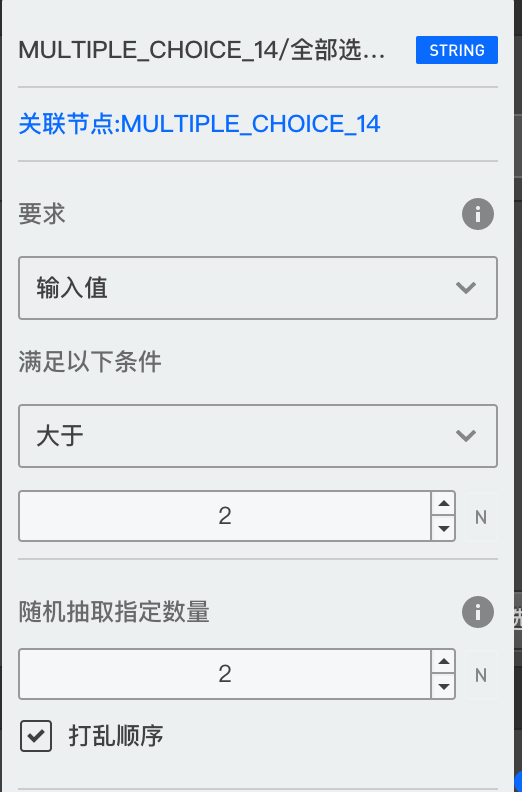 MULTIPLE_CHOICE_14/全部选... STRING
关联节点:MULTIPLE_CHOICE_14
要求
输入值
满足以下条件
大于
2 N
随机抽取指定数量
2 N
打乱顺序